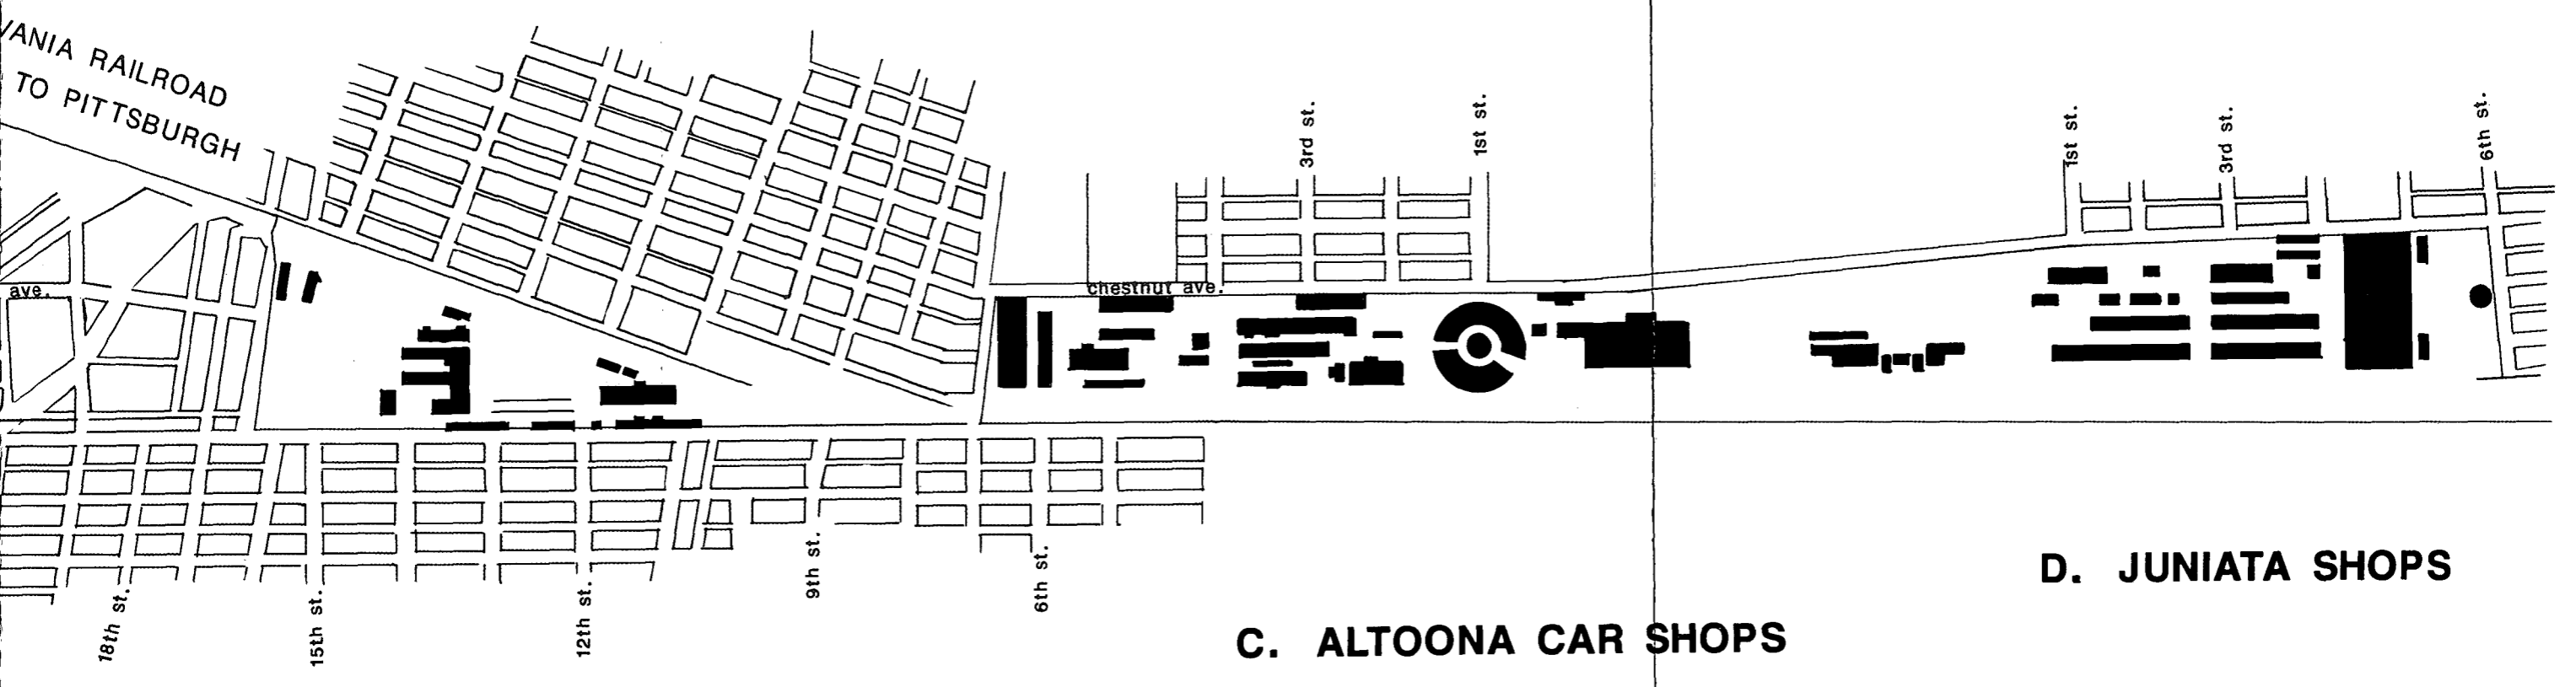 VANIA RAILROAD
TO PITTSBURGH
ave.
chestnut ave.
3rd st.
1st st.
1st st.
3rd st.
6th st.
18th st.
15th st.
12th st.
9th st.
6th st.
C. ALTOONA CAR SHOPS
D. JUNIATA SHOPS